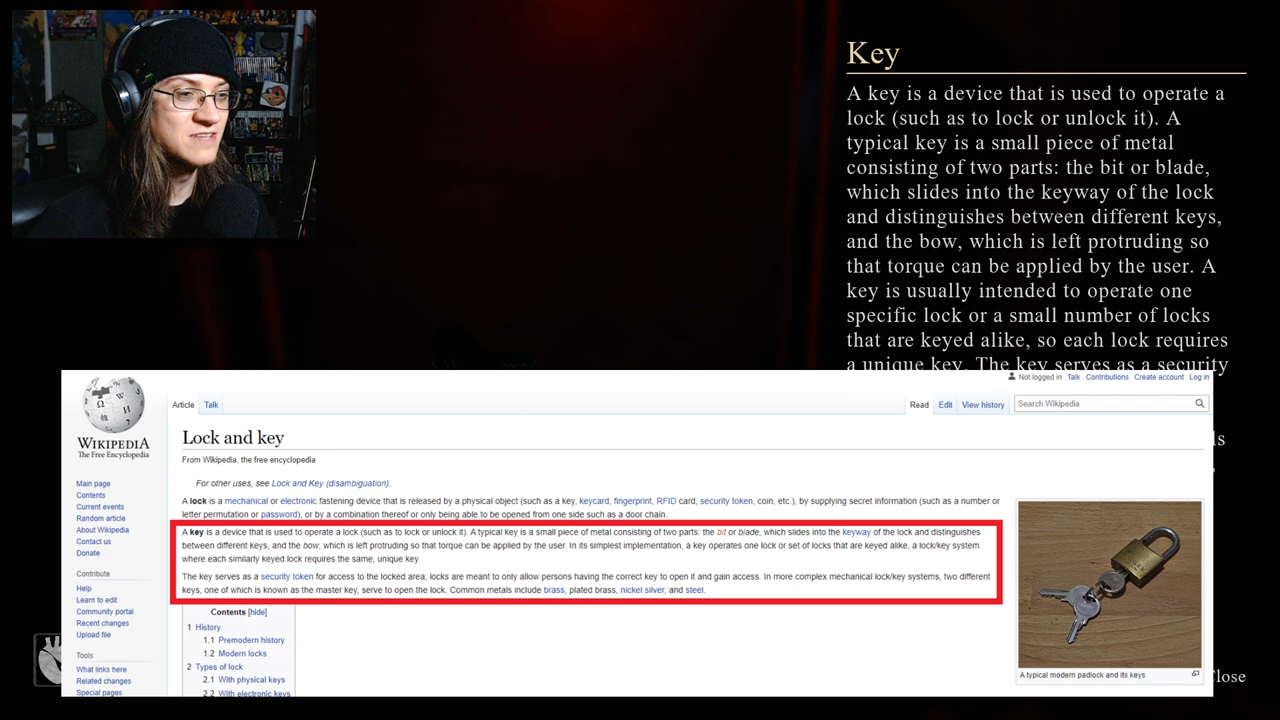 Key
A key is a device that is used to operate a
lock (such as to lock or unlock it). A
typical key is a small piece of metal
consisting of two parts: the bit or blade,
which slides into the keyway of the lock
and distinguishes between different keys,
and the bow, which is left protruding so
that torque can be applied by the user. A
key is usually intended to operate one
specific lock or a small number of locks
that are keyed alike, so each lock requires
a unique key. The key serves as a security
Not logged in Talk Contributions Create account Log in
Article Talk Read Edit View history Search Wikipedia
WIKIPEDIA
The Free Encyclopedia
Main page
Contents
Current events
Random article
About Wikipedia
Contact us
Donate
Contribute
Help
Learn to edit
Community portal
Recent changes
Upload file
Tools
What links here
Related changes
Special pages
Lock and key
From Wikipedia, the free encyclopedia
For other uses, see Lock and Key (disambiguation).
A lock is a mechanical or electronic fastening device that is released by a physical object (such as a key, keycard, fingerprint, RFID card, security token, coin, etc.), by supplying secret information (such as a number or
letter permutation or password), or by a combination thereof or only being able to be opened from one side such as a door chain.
A key is a device that is used to operate a lock (such as to lock or unlock it). A typical key is a small piece of metal consisting of two parts: the bit or blade, which slides into the keyway of the lock and distinguishes
between different keys, and the bow, which is left protruding so that torque can be applied by the user. In its simplest implementation, a key operates one lock or set of locks that are keyed alike, a lock/key system
where each similarly keyed lock requires the same, unique key.
The key serves as a security token for access to the locked area; locks are meant to only allow persons having the correct key to open it and gain access. In more complex mechanical lock/key systems, two different
keys, one of which is known as the master key, serve to open the lock. Common metals include brass, plated brass, nickel silver, and steel.
Contents [hide]
1 History
1.1 Premodern history
1.2 Modern locks
2 Types of lock
2.1 With physical keys
2.2 With electronic keys
A typical modern padlock and its keys